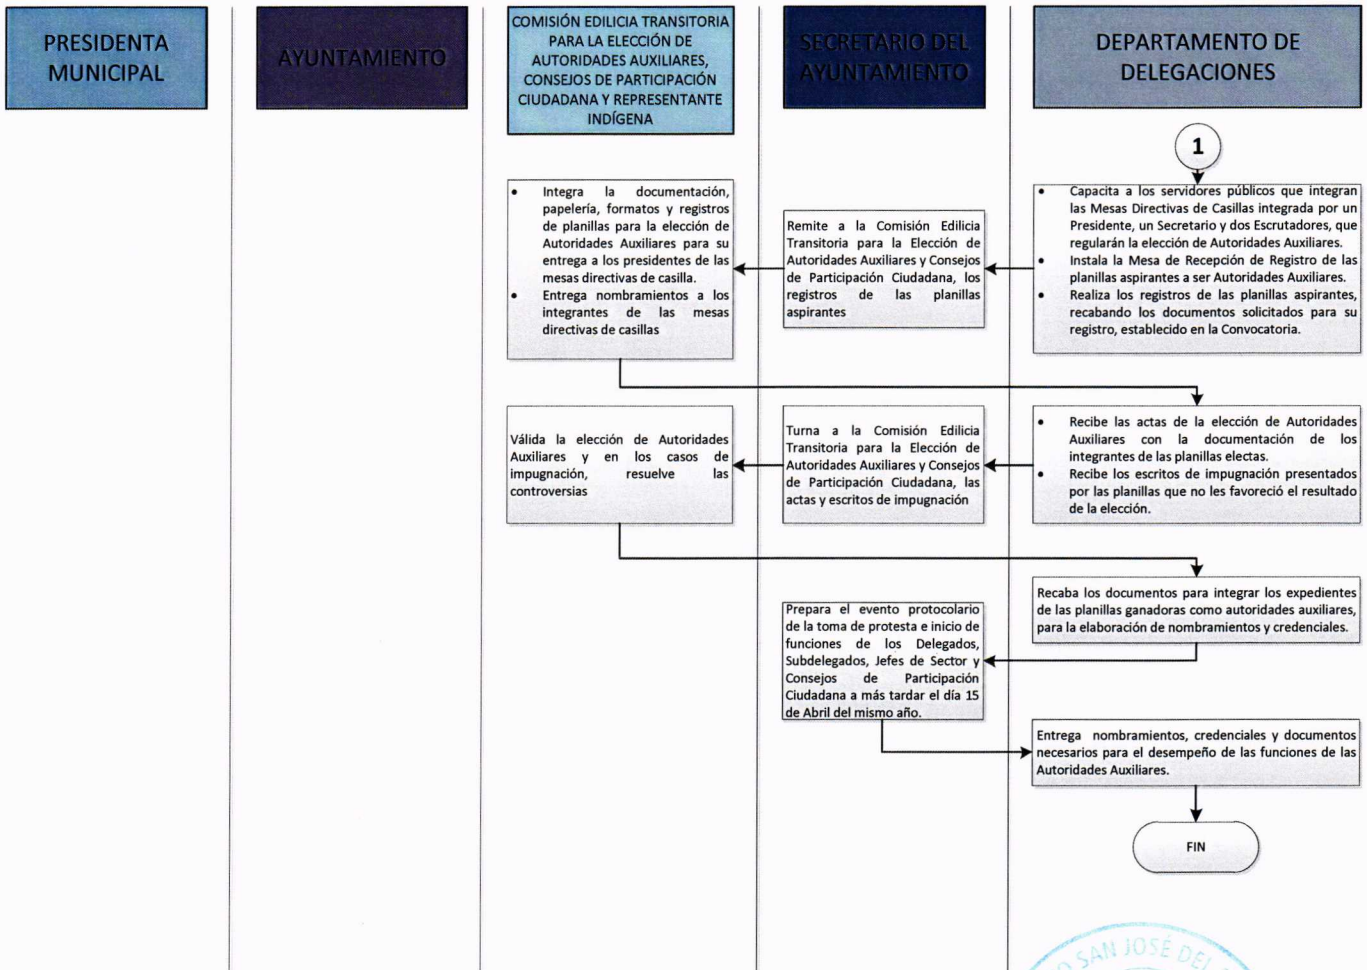 PRESIDENTA
MUNICIPAL
AYUNTAMIENTO
COMISIÓN EDILICIA TRANSITORIA
PARA LA ELECCIÓN DE
AUTORIDADES AUXILIARES,
CONSEJOS DE PARTICIPACIÓN
CIUDADANA Y REPRESENTANTE
INDÍGENA
SECRETARIO DEL
AYUNTAMIENTO
DEPARTAMENTO DE
DELEGACIONES
1
• Integra la documentación,
papelería, formatos y registros
de planillas para la elección de
Autoridades Auxiliares para su
entrega a los presidentes de las
mesas directivas de casilla.
• Entrega nombramientos a los
integrantes de las mesas
directivas de casillas
Remite a la Comisión Edilicia
Transitoria para la Elección de
Autoridades Auxiliares y Consejos
de Participación Ciudadana, los
registros de las planillas
aspirantes
• Capacita a los servidores públicos que integran
las Mesas Directivas de Casillas integrada por un
Presidente, un Secretario y dos Escrutadores, que
regularán la elección de Autoridades Auxiliares.
• Instala la Mesa de Recepción de Registro de las
planillas aspirantes a ser Autoridades Auxiliares.
• Realiza los registros de las planillas aspirantes,
recabando los documentos solicitados para su
registro, establecido en la Convocatoria.
Válida la elección de Autoridades
Auxiliares y en los casos de
impugnación, resuelve las
controversias
Turna a la Comisión Edilicia
Transitoria para la Elección de
Autoridades Auxiliares y Consejos
de Participación Ciudadana, las
actas y escritos de impugnación
• Recibe las actas de la elección de Autoridades
Auxiliares con la documentación de los
integrantes de las planillas electas.
• Recibe los escritos de impugnación presentados
por las planillas que no les favoreció el resultado
de la elección.
Recaba los documentos para integrar los expedientes
de las planillas ganadoras como autoridades auxiliares,
para la elaboración de nombramientos y credenciales.
Prepara el evento protocolario
de la toma de protesta e inicio de
funciones de los Delegados,
Subdelegados, Jefes de Sector y
Consejos de Participación
Ciudadana a más tardar el día 15
de Abril del mismo año.
Entrega nombramientos, credenciales y documentos
necesarios para el desempeño de las funciones de las
Autoridades Auxiliares.
FIN
SAN JOSÉ DEL